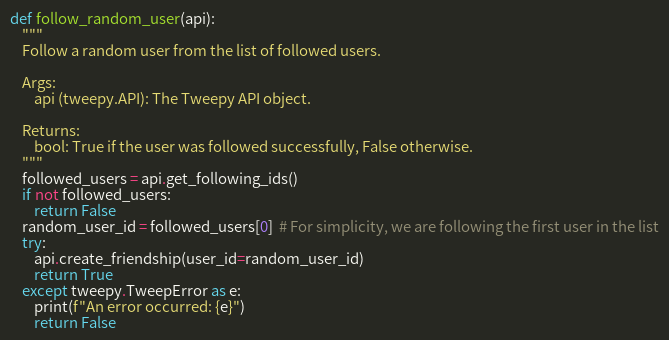 def follow_random_user(api):
"""
Follow a random user from the list of followed users.
Args:
api (tweepy.API): The Tweepy API object.
Returns:
bool: True if the user was followed successfully, False otherwise.
"""
followed_users = api.get_following_ids()
if not followed_users:
return False
random_user_id = followed_users[0] # For simplicity, we are following the first user in the list
try:
api.create_friendship(user_id=random_user_id)
return True
except tweepy.TweepError as e:
print(f"An error occurred: {e}")
return False